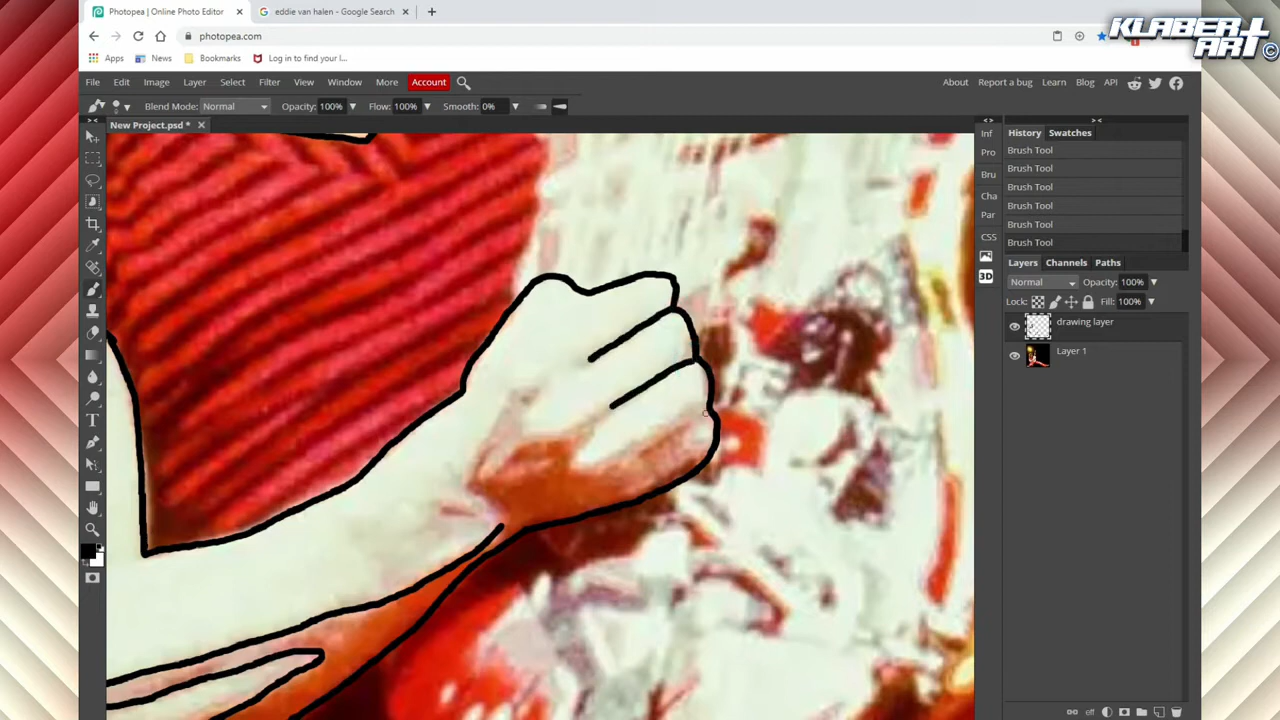 KLABER+
ART©
Photopea | Online Photo Editor
eddie van halen - Google Search
photopea.com
Apps News Bookmarks Log in to find your l...
File Edit Image Layer Select Filter View Window More Account
About Report a bug Learn Blog API
Blend Mode: Normal Opacity: 100% Flow: 100% Smooth: 0%
New Project.psd *
Inf
Pro
Bru
Cha
Par
CSS
3D
History Swatches
Brush Tool
Brush Tool
Brush Tool
Brush Tool
Brush Tool
Brush Tool
Layers Channels Paths
Normal Opacity: 100%
Lock: Fill: 100%
drawing layer
Layer 1
eff